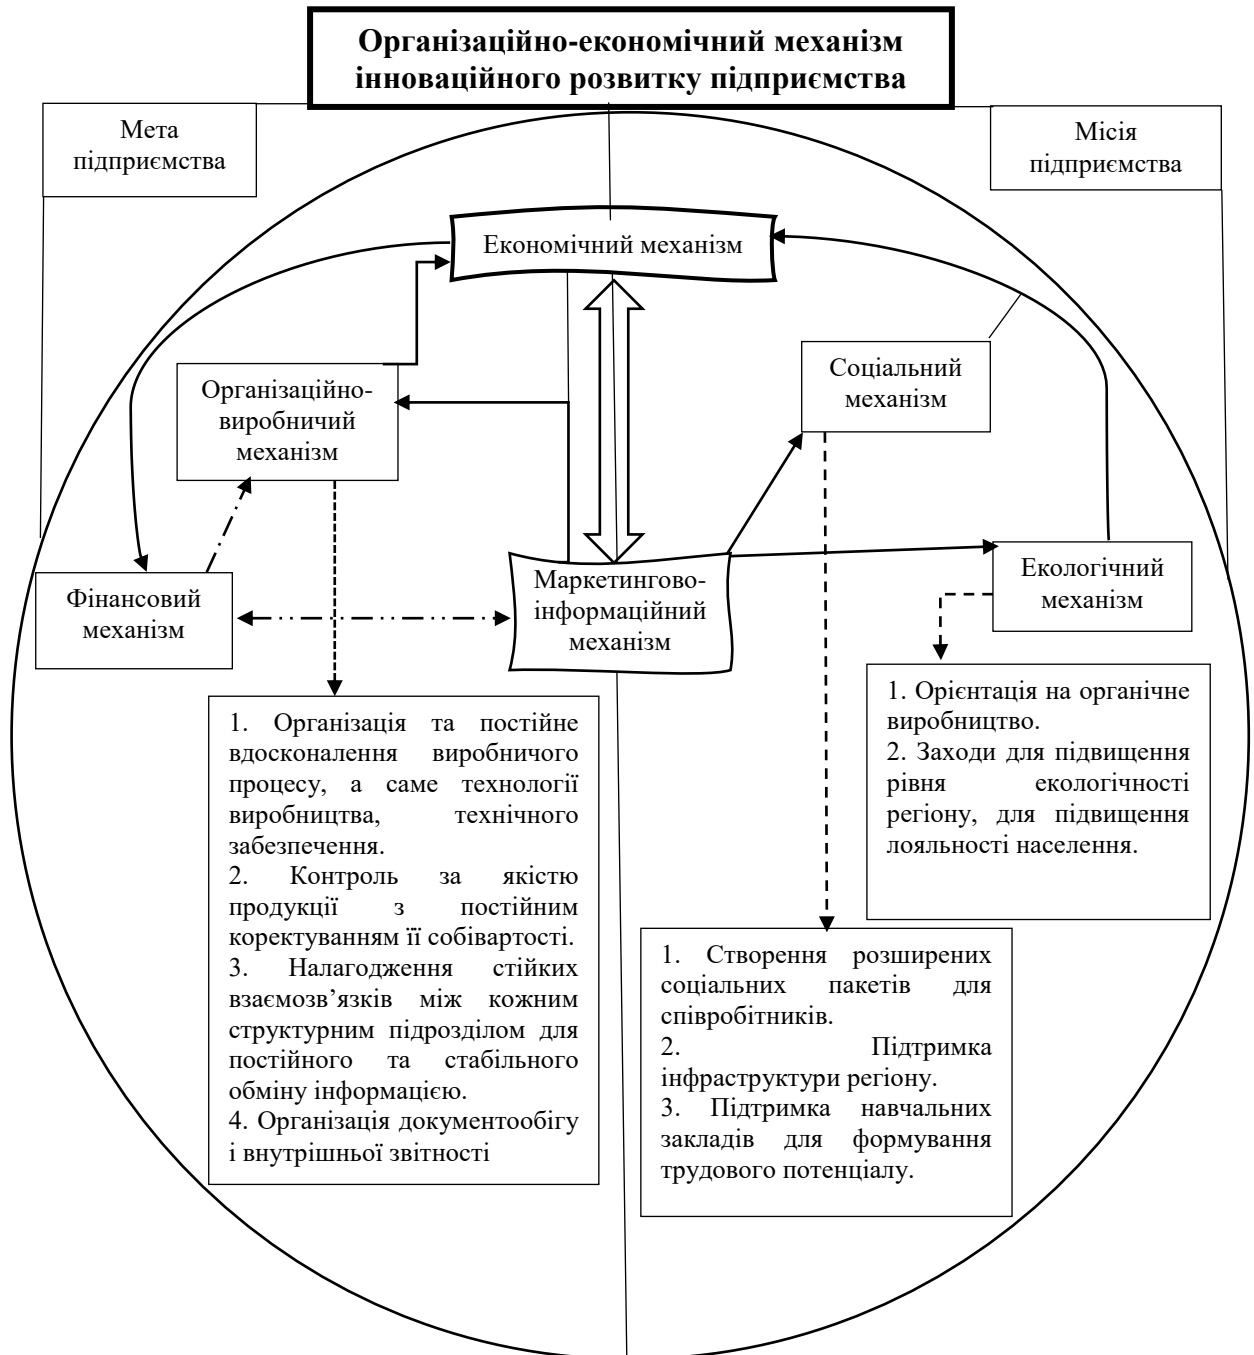 Організаційно-економічний механізм
інноваційного розвитку підприємства
Мета
підприємства
Місія
підприємства
Економічний механізм
Організаційно-
виробничий
механізм
Соціальний
механізм
Фінансовий
механізм
Маркетингово-
інформаційний
механізм
Екологічний
механізм
1. Організація та постійне
вдосконалення виробничого
процесу, а саме технології
виробництва, технічного
забезпечення.
2. Контроль за якістю
продукції з постійним
коректуванням її собівартості.
3. Налагодження стійких
взаємозв’язків між кожним
структурним підрозділом для
постійного та стабільного
обміну інформацією.
4. Організація документообігу
і внутрішньої звітності
1. Орієнтація на органічне
виробництво.
2. Заходи для підвищення
рівня екологічності
регіону, для підвищення
лояльності населення.
1. Створення розширених
соціальних пакетів для
співробітників.
2. Підтримка
інфраструктури регіону.
3. Підтримка навчальних
закладів для формування
трудового потенціалу.